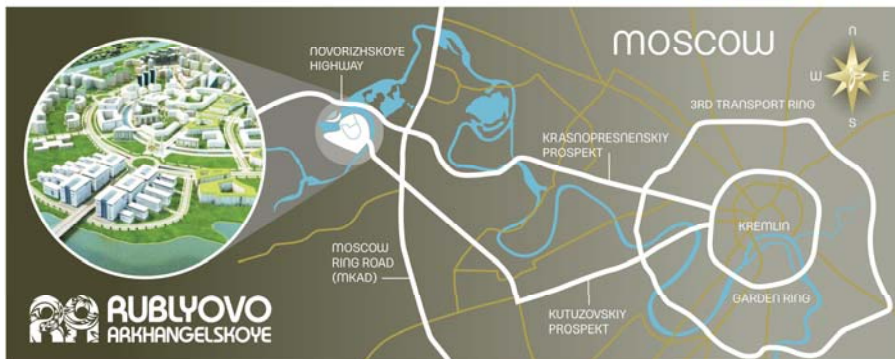 NOVORIZHSKOYE
HIGHWAY
MOSCOW
N
W
E
S
3RD TRANSPORT RING
KRASNOPRESNENSKIY
PROSPEKT
KREMLIN
MOSCOW
RING ROAD
(MKAD)
GARDEN RING
KUTUZOVSKIY
PROSPEKT
RUBLYOVO
ARKHANGELSKOYE